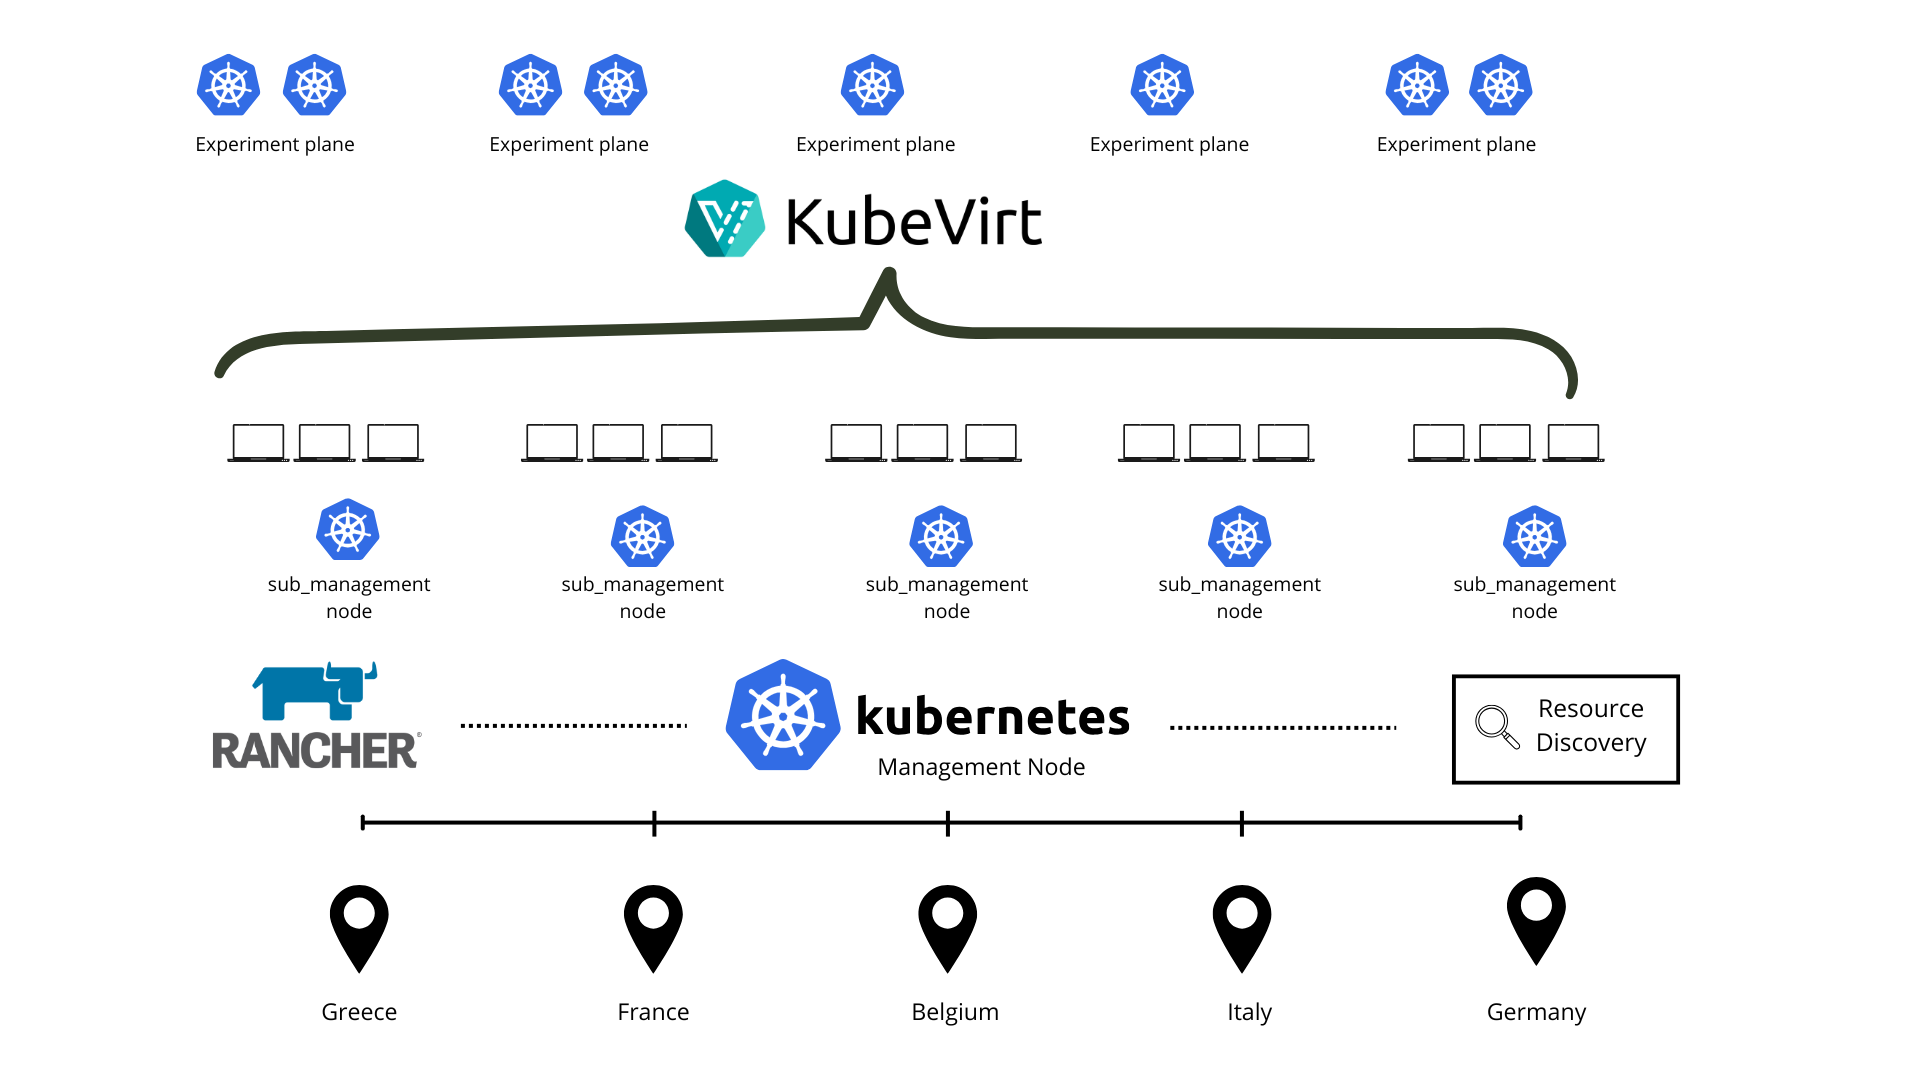 Experiment plane
Experiment plane
Experiment plane
Experiment plane
Experiment plane
KubeVirt
sub_management
node
sub_management
node
sub_management
node
sub_management
node
sub_management
node
RANCHER®
kubernetes
Management Node
Resource
Discovery
Greece
France
Belgium
Italy
Germany